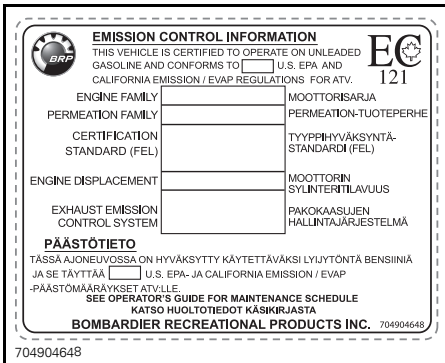 EMISSION CONTROL INFORMATION
BRP
THIS VEHICLE IS CERTIFIED TO OPERATE ON UNLEADED
GASOLINE AND CONFORMS TO U.S. EPA AND
CALIFORNIA EMISSION / EVAP REGULATIONS FOR ATV.
EC
121
ENGINE FAMILY MOOTTORISARJA
PERMEATION FAMILY PERMEATION-TUOTEPERHE
CERTIFICATION TYYPPIHYVÄKSYNTÄ-
STANDARD (FEL) STANDARDI (FEL)
ENGINE DISPLACEMENT MOOTTORIN
SYLINTERITILAVUUS
EXHAUST EMISSION PAKOKAASUJEN
CONTROL SYSTEM HALLINTAJÄRJESTELMÄ
PÄÄSTÖTIETO
TÄSSÄ AJONEUVOSSA ON HYVÄKSYTTY KÄYTETTÄVÄKSI LYIJYTÖNTÄ BENSIINIÄ
JA SE TÄYTTÄÄ U.S. EPA- JA CALIFORNIA EMISSION / EVAP
-PÄÄSTÖMÄÄRÄYKSET ATV:LLE.
SEE OPERATOR'S GUIDE FOR MAINTENANCE SCHEDULE
KATSO HUOLTOTIEDOT KÄSIKIRJASTA
BOMBARDIER RECREATIONAL PRODUCTS INC. 704904648
704904648